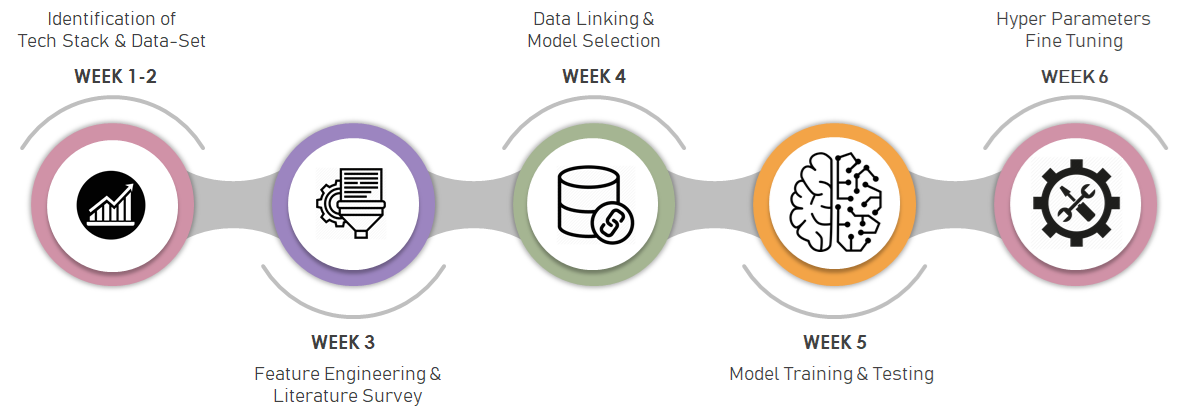 Identification of
Tech Stack & Data-Set
WEEK 1-2
WEEK 3
Feature Engineering &
Literature Survey
Data Linking &
Model Selection
WEEK 4
WEEK 5
Model Training & Testing
Hyper Parameters
Fine Tuning
WEEK 6